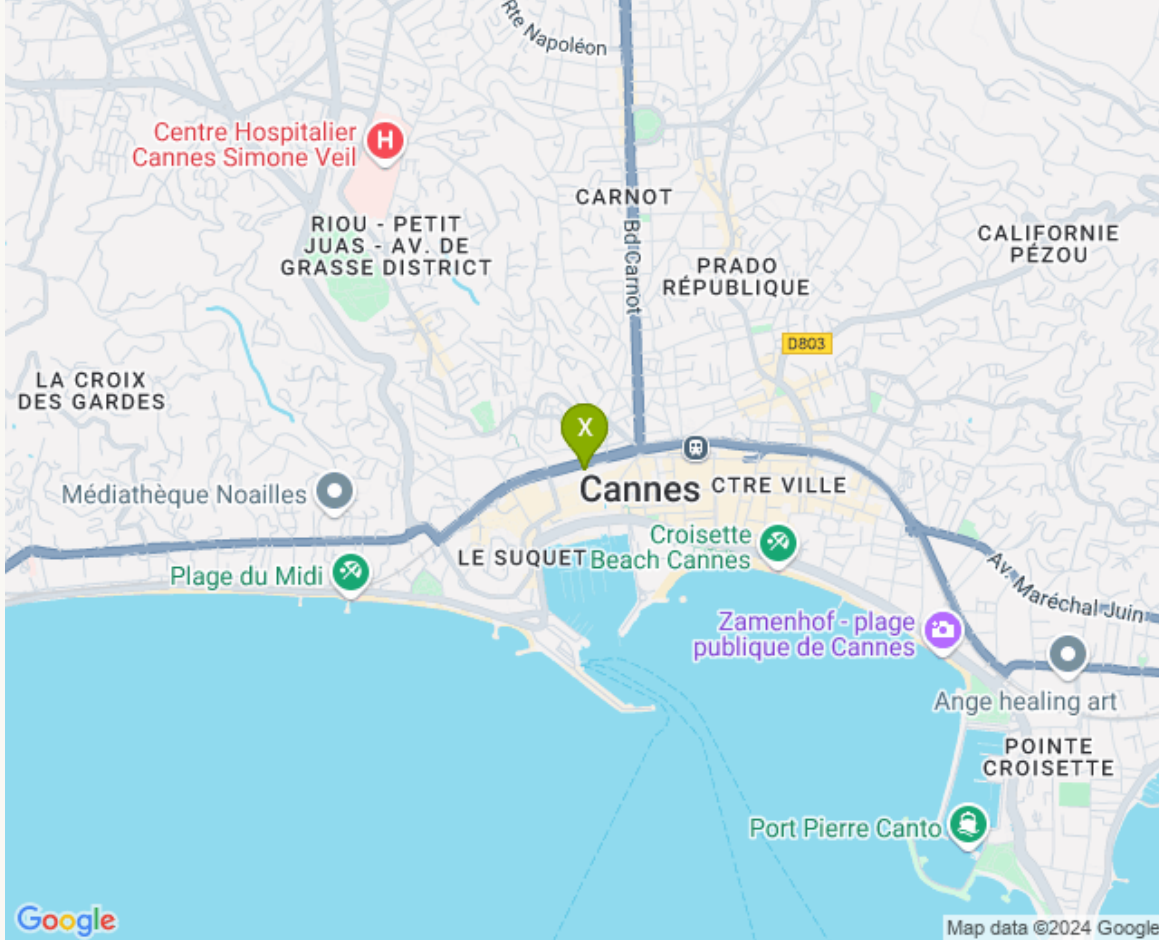 Rte Napoléon
Centre Hospitalier
Cannes Simone Veil
H
CARNOT
RIOU - PETIT
JUAS - AV. DE
GRASSE DISTRICT
Bd Carnot
CALIFORNIE
PÉZOU
PRADO
RÉPUBLIQUE
D803
LA CROIX
DES GARDES
X
Médiathèque Noailles
Cannes
CTRE VILLE
LE SUQUET
Croisette
Beach Cannes
Plage du Midi
Av. Maréchal Juin
Zamenhof - plage
publique de Cannes
Ange healing art
POINTE
CROISETTE
Port Pierre Canto
Google
Map data ©2024 Google